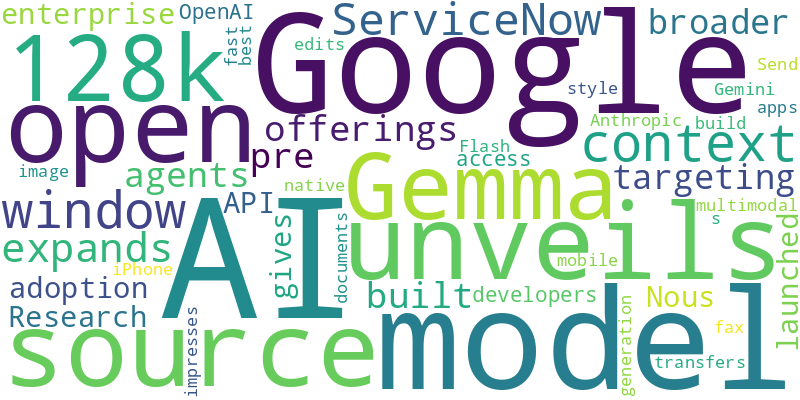 enterprise
OpenAI
fast
best
edits
ServiceNow
broader
128k
Google
style
Send
Gemini
apps
open
offerings
Anthropic
build
context
pre
Flash
access
image
agents
native
Gemma
targeting
window
API
gives
documents
unveils
multimodal
s
expands
AI
iPhone
mobile
launched
adoption
built
developers
Nous
Research
impresses
source
model
generation
fax
transfers